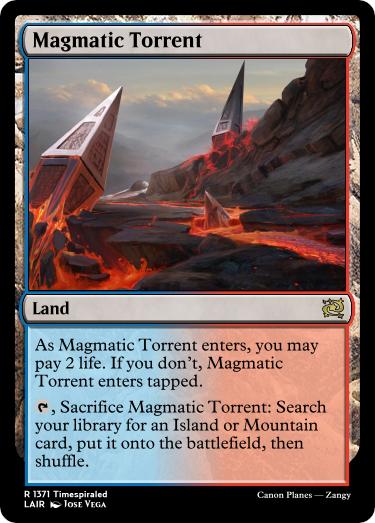 Magmatic Torrent
Land
As Magmatic Torrent enters, you may
pay 2 life. If you don't, Magmatic
Torrent enters tapped.
, Sacrifice Magmatic Torrent: Search
your library for an Island or Mountain
card, put it onto the battlefield, then
shuffle.
R 1371 Timespiraled
LAIR Jose Vega
Canon Planes — Zangy